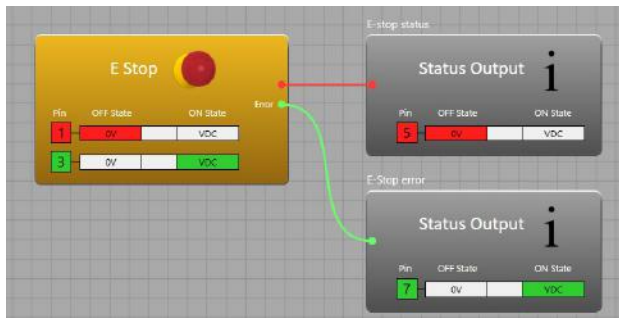 E-stop status
E Stop
Status Output
i
Error
Pin OFF State ON State
1 0V VDC
3 0V VDC
Pin OFF State ON State
5 0V VDC
E-Stop error
Status Output
i
Pin OFF State ON State
7 0V VDC